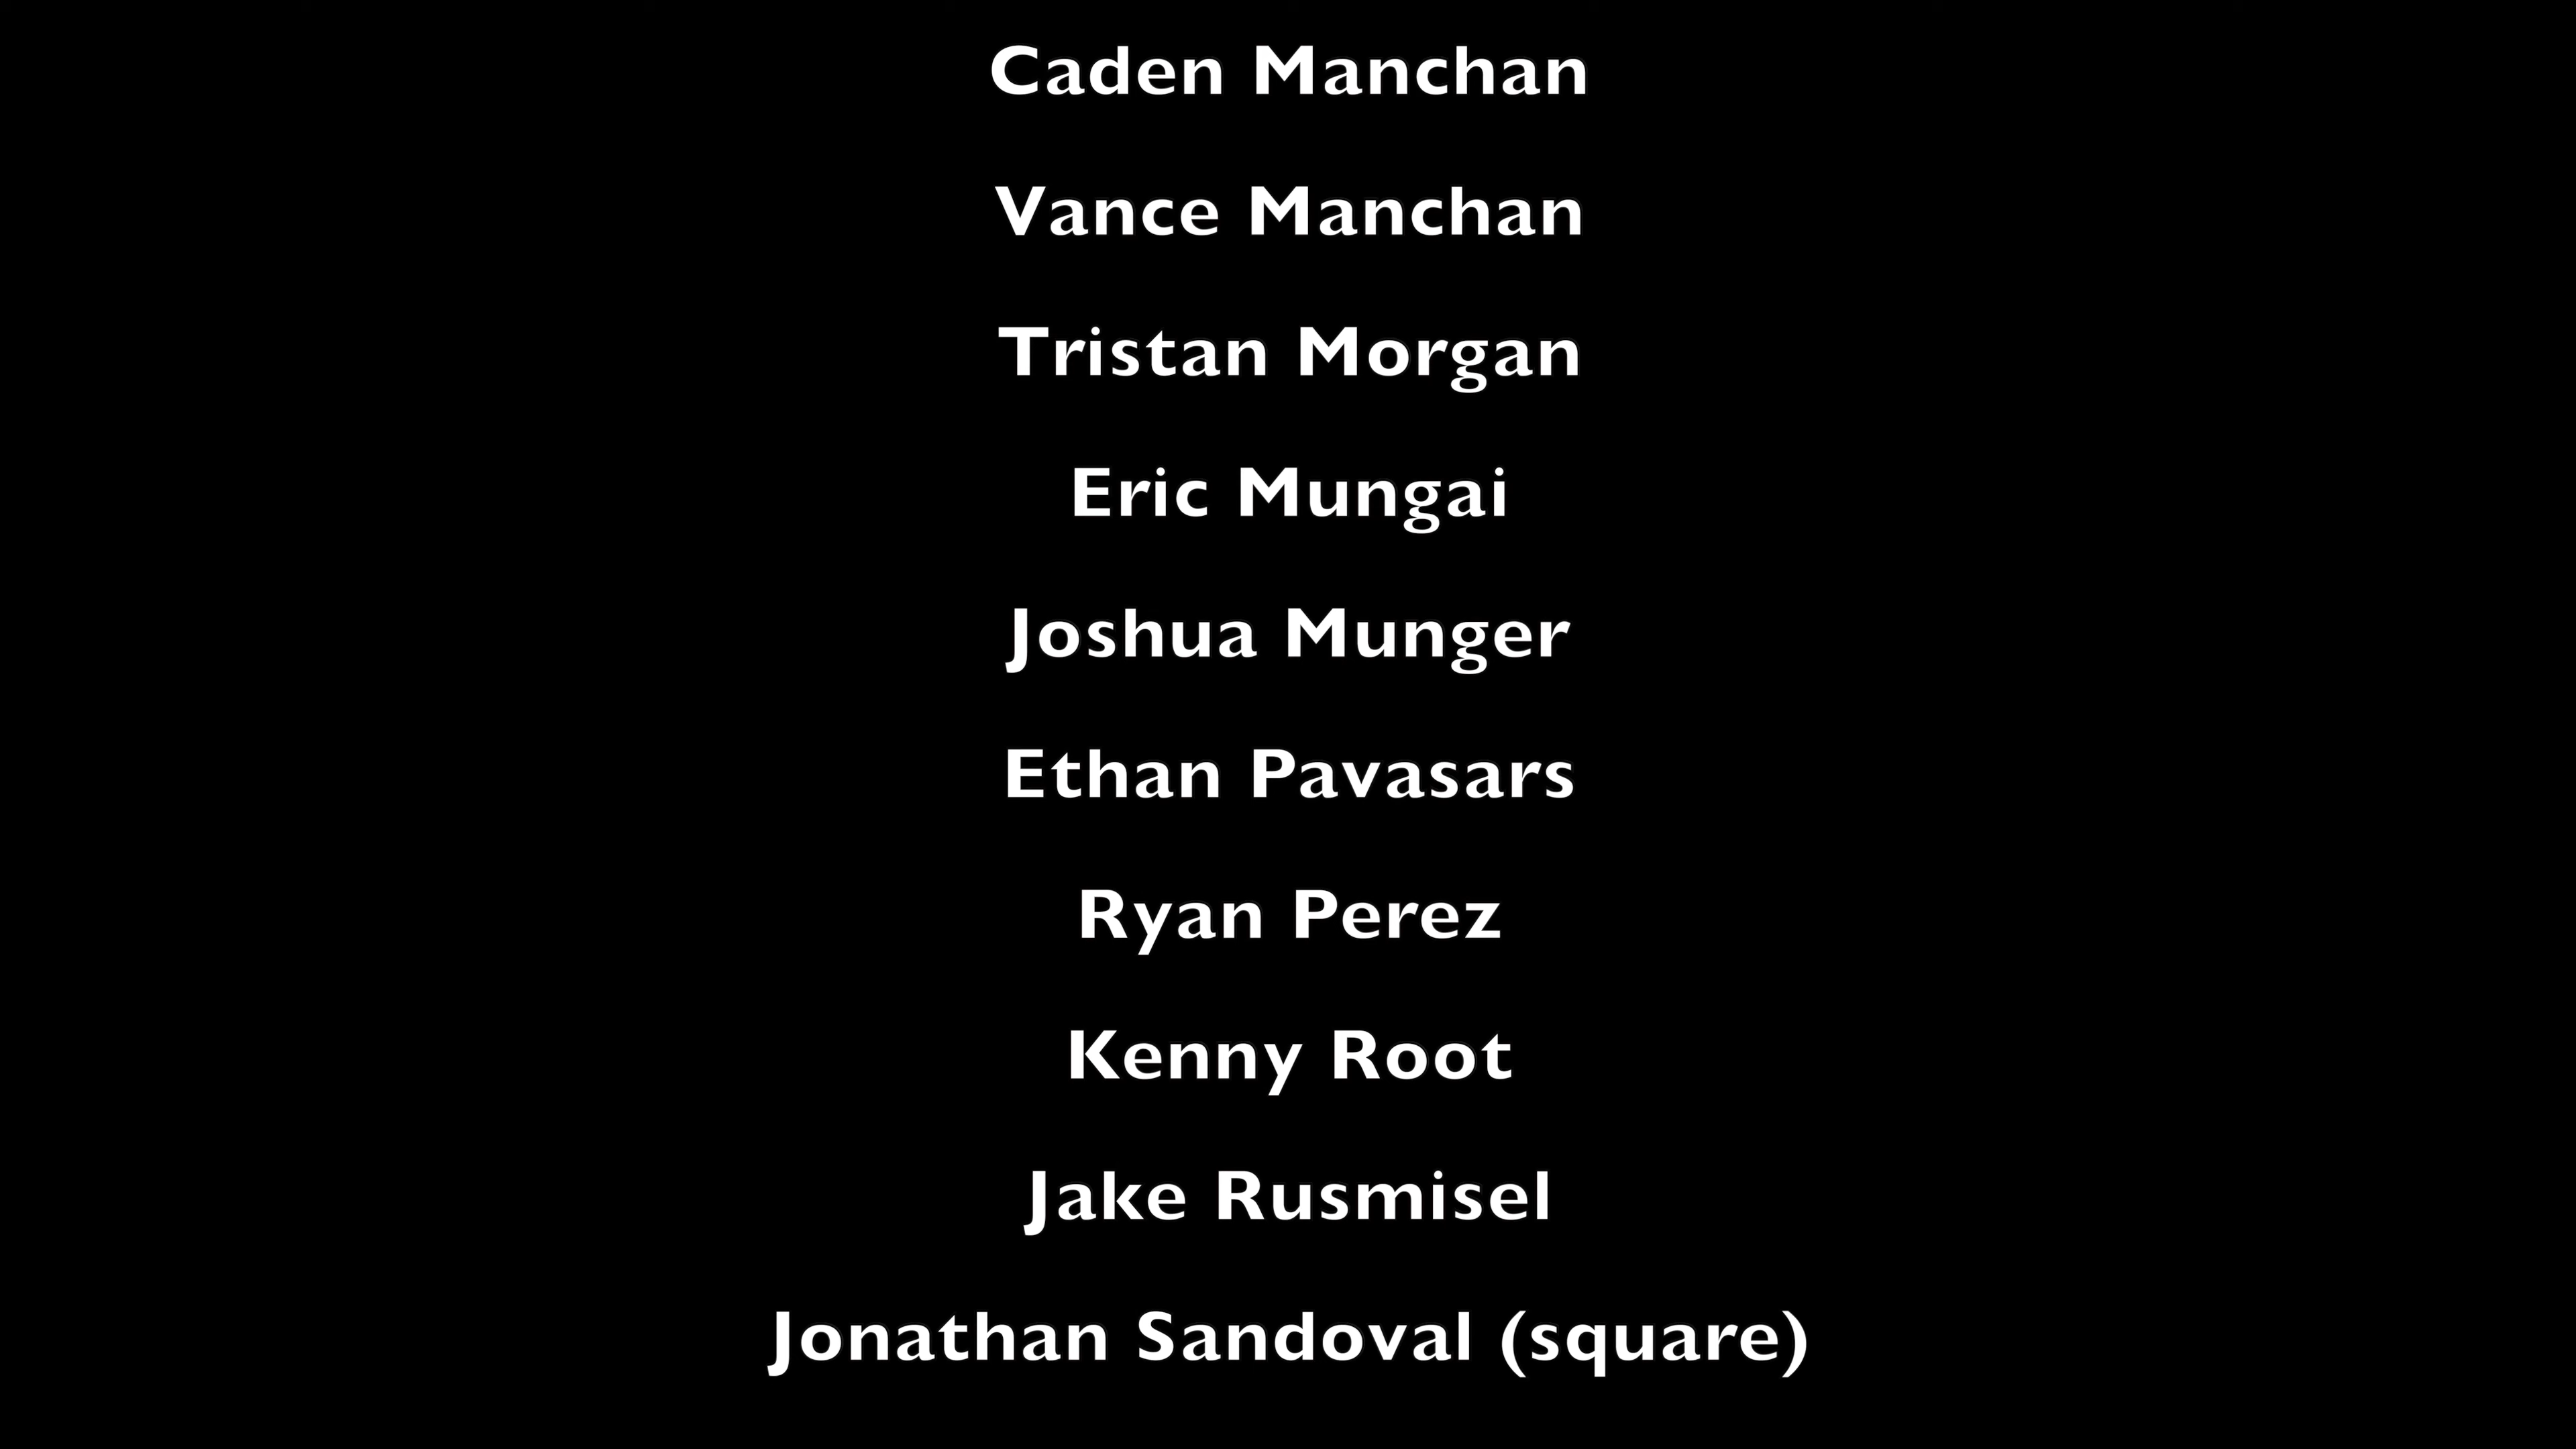 Caden Manchan
Vance Manchan
Tristan Morgan
Eric Mungai
Joshua Munger
Ethan Pavasars
Ryan Perez
Kenny Root
Jake Rusmisel
Jonathan Sandoval (square)